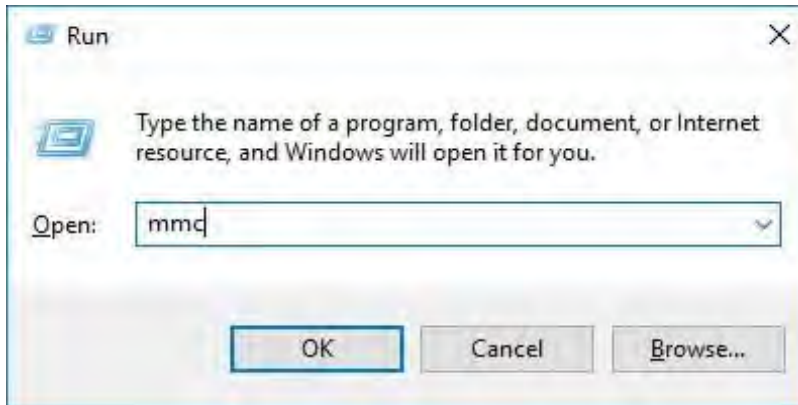 Run
Type the name of a program, folder, document, or Internet
resource, and Windows will open it for you.
Open: mmc
OK Cancel Browse...